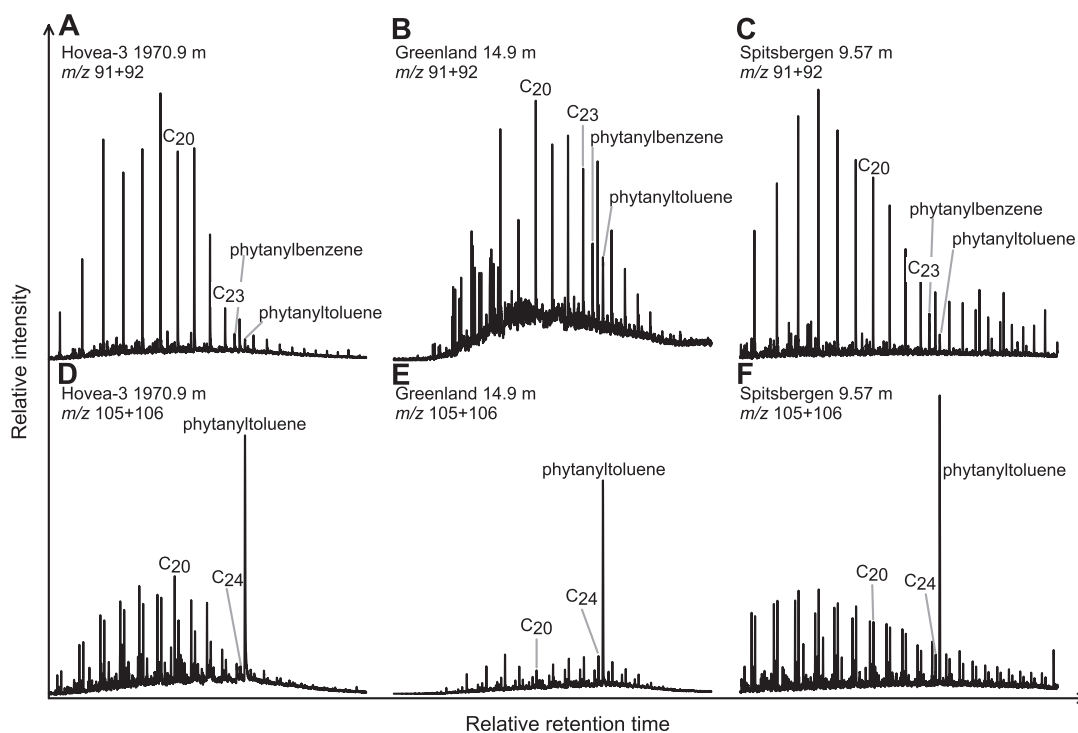 A
Hovea-3 1970.9 m
m/z 91+92
C20
phytanylbenzene
C23
phytanyltoluene
B
Greenland 14.9 m
m/z 91+92
C20
C23
phytanylbenzene
phytanyltoluene
C
Spitsbergen 9.57 m
m/z 91+92
C20
phytanylbenzene
phytanyltoluene
C23
D
Hovea-3 1970.9 m
m/z 105+106
phytanyltoluene
C20
C24
E
Greenland 14.9 m
m/z 105+106
phytanyltoluene
C24
C20
F
Spitsbergen 9.57 m
m/z 105+106
phytanyltoluene
C20
C24
Relative intensity
Relative retention time